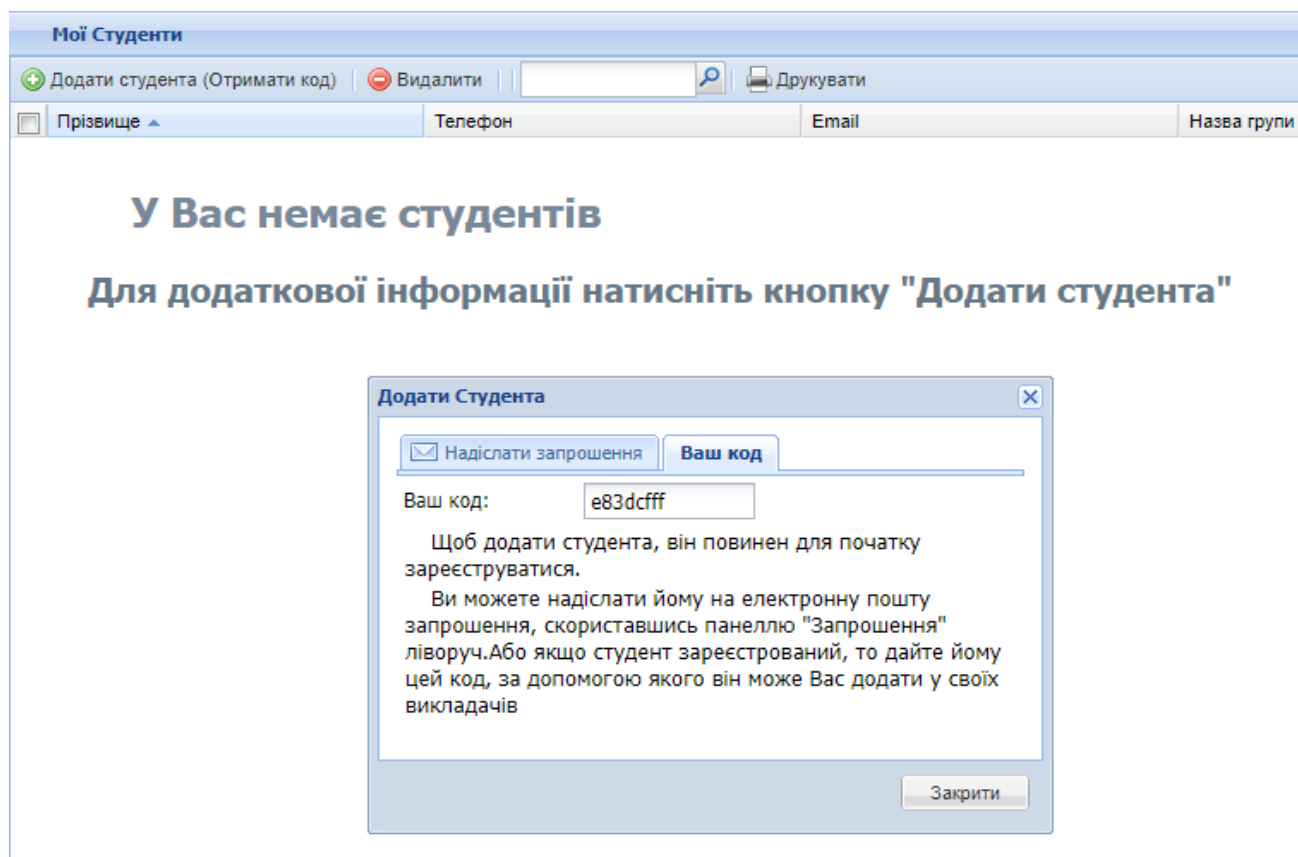 Мої Студенти
Додати студента (Отримати код) Видалити Друкувати
Прізвище Телефон Email Назва групи
У Вас немає студентів
Для додаткової інформації натисніть кнопку "Додати студента"
Додати Студента
Надіслати запрошення Ваш код
Ваш код: e83dcfff
Щоб додати студента, він повинен для початку
зареєструватися.
Ви можете надіслати йому на електронну пошту
запрошення, скориставшись панеллю "Запрошення"
ліворуч.Або якщо студент зареєстрований, то дайте йому
цей код, за допомогою якого він може Вас додати у своїх
викладачів
Закрити